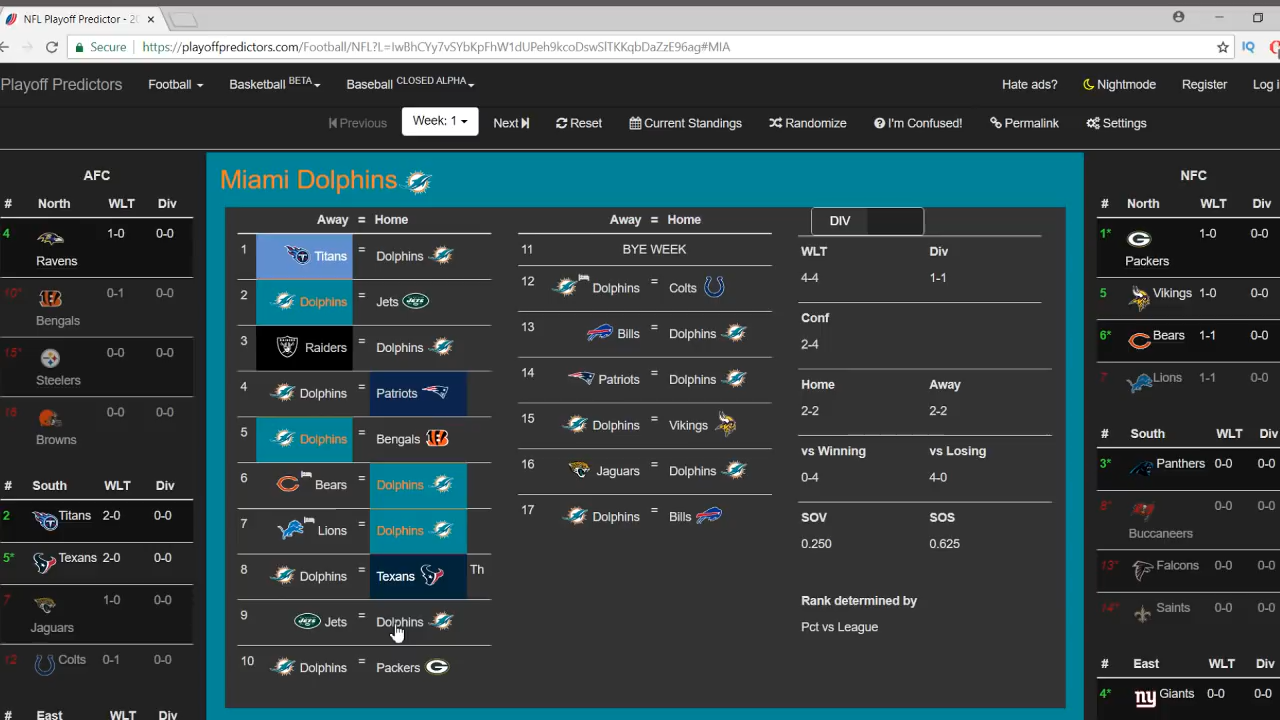 NFL Playoff Predictor - 20
Secure https://playoffpredictors.com/Football/NFL?L=IwBhCYy7vSYbKpFhW1dUPeh9kcoDswSlTKKqbDaZzE96ag#MIA
Playoff Predictors Football Basketball BETA Baseball CLOSED ALPHA Hate ads? Nightmode Register Log i
Previous Week: 1 Next Reset Current Standings Randomize I'm Confused! Permalink Settings
AFC
# North WLT Div
4 Ravens 1-0 0-0
10* Bengals 0-1 0-0
15* Steelers 0-0 0-0
16 Browns 0-0 0-0
# South WLT Div
2 Titans 2-0 0-0
5* Texans 2-0 0-0
7 Jaguars 1-0 0-0
12 Colts 0-1 0-0
# East WLT Div
Miami Dolphins
Away = Home
1 Titans = Dolphins
2 Dolphins = Jets JETS
3 Raiders = Dolphins
4 Dolphins = Patriots
5 Dolphins = Bengals
6 Bears = Dolphins
7 Lions = Dolphins
8 Dolphins = Texans Th
9 JETS Jets = Dolphins
10 Dolphins = Packers G
Away = Home
11 BYE WEEK
12 Dolphins = Colts
13 Bills = Dolphins
14 Patriots = Dolphins
15 Dolphins = Vikings
16 Jaguars = Dolphins
17 Dolphins = Bills
DIV
WLT Div
4-4 1-1
Conf
2-4
Home Away
2-2 2-2
vs Winning vs Losing
0-4 4-0
SOV SOS
0.250 0.625
Rank determined by
Pct vs League
NFC
# North WLT Div
1* G Packers 1-0 0-0
5 Vikings 1-0 0-0
6* Bears 1-1 0-0
7 Lions 1-1 0-0
# South WLT Div
3* Panthers 0-0 0-0
8* Buccaneers 0-0 0-0
13* Falcons 0-0 0-0
14* Saints 0-0 0-0
# East WLT Div
4* ny Giants 0-0 0-0